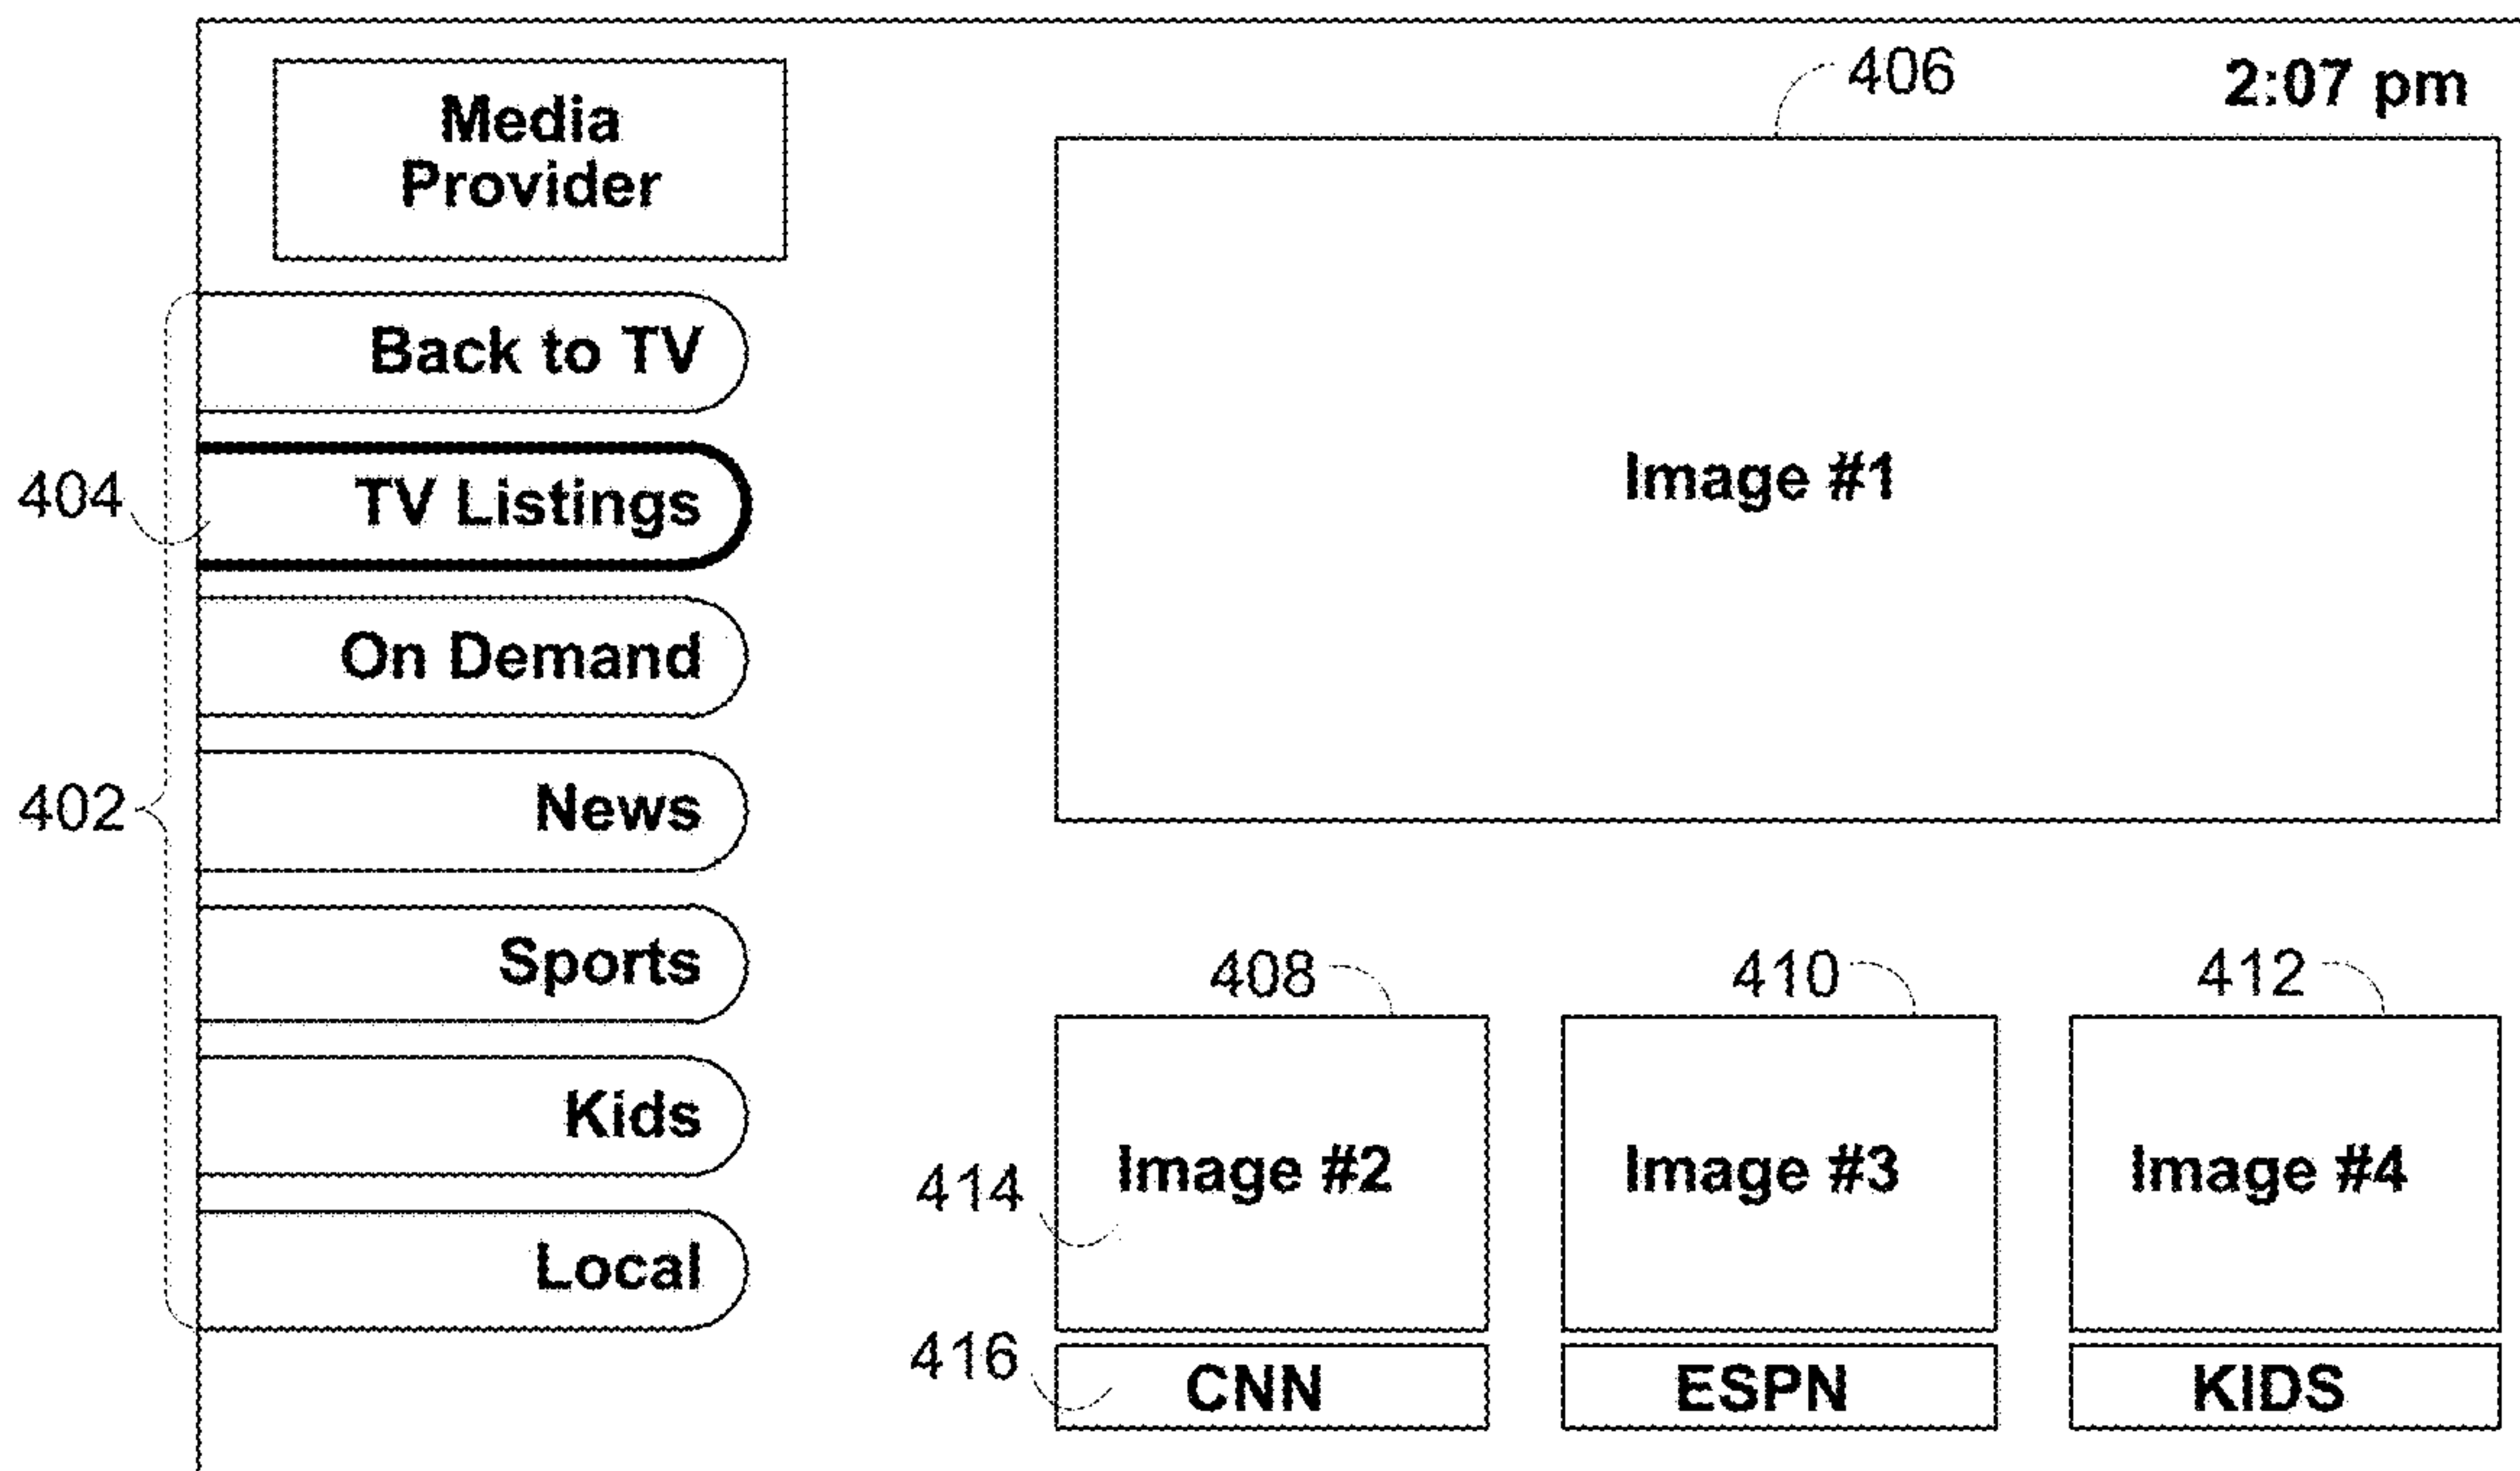 406
2:07 pm
Media
Provider
Back to TV
404
TV Listings
Image #1
On Demand
402
News
Sports
408
410
412
Kids
414
Image #2
Image #3
Image #4
Local
416
CNN
ESPN
KIDS